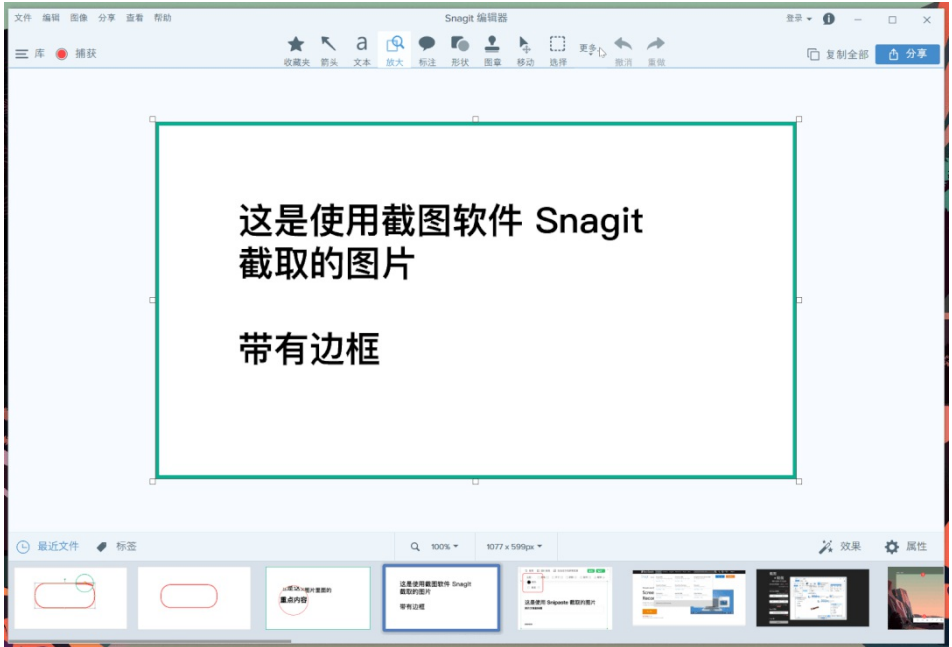 文件 编辑 图像 分享 查看 帮助
Snagit 编辑器
登录
库 捕获
收藏夹 箭头 文本 放大 标注 形状 图章 移动 选择 更多 撤消 重做
a
复制全部 分享
这是使用截图软件 Snagit
截取的图片
带有边框
最近文件 标签
100%
1077 x 599px
效果 属性
重点内容
这是使用截图软件 Snagit
截取的图片
带有边框
这是使用 Snipaste 截取的图片